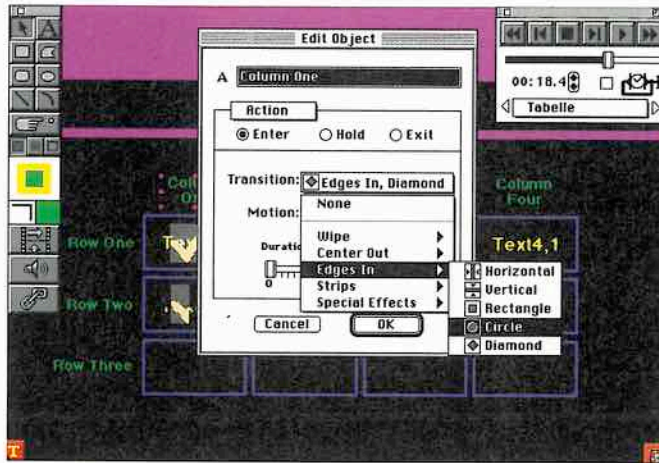 A
Edit Object
A Column One
Action
Enter Hold Exit
Transition: Edges In, Diamond
Motion:
None
Wipe
Center Out
Edges In
Strips
Special Effects
Horizontal
Vertical
Rectangle
Circle
Diamond
0
Cancel OK
00:18.4
Tabelle
Column
Four
Row One
Text4,1
Row Two
Row Three
T